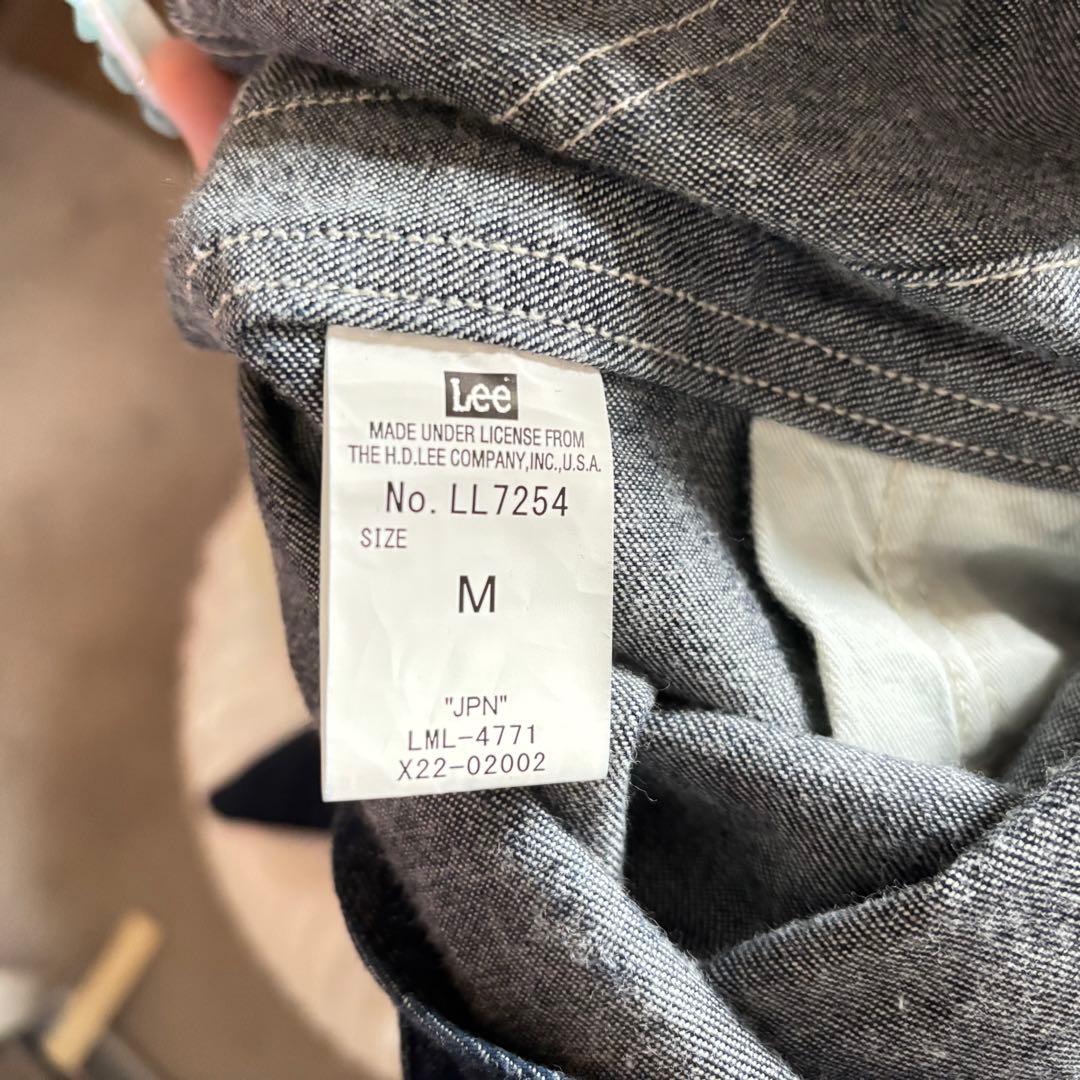 Lee
MADE UNDER LICENSE FROM
THE H.D.LEE COMPANY,INC.,U.S.A.
No. LL7254
SIZE
M
"JPN"
LML-4771
X22-02002